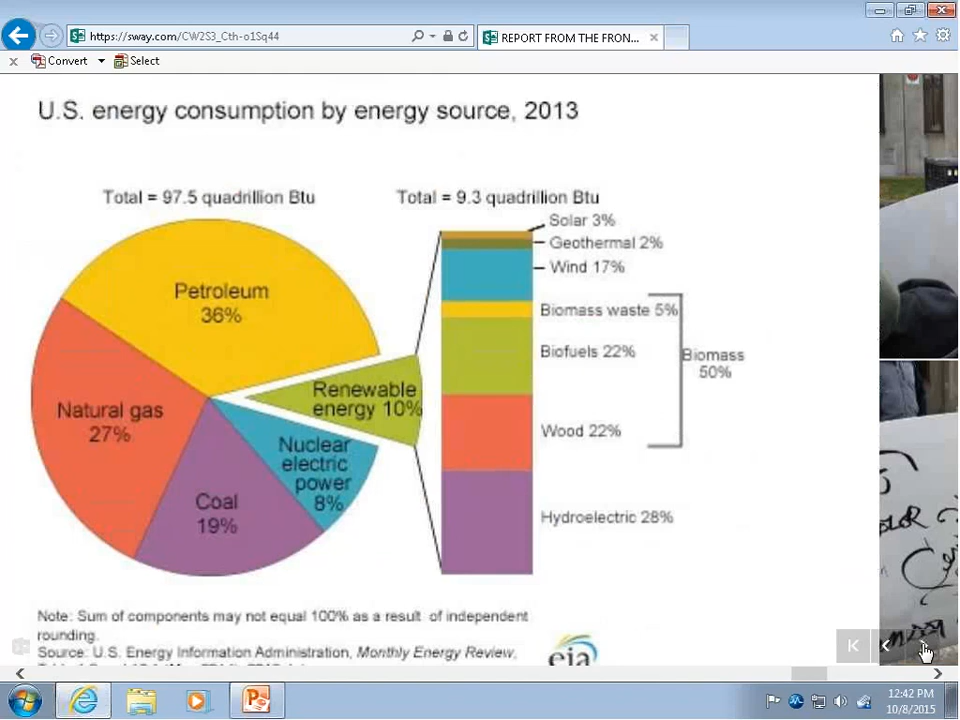 https://sway.com/CW2S3_Cth-o1Sq44
REPORT FROM THE FRON...
x Convert Select
U.S. energy consumption by energy source, 2013
Total = 97.5 quadrillion Btu
Total = 9.3 quadrillion Btu
Solar 3%
Geothermal 2%
Wind 17%
Petroleum
36%
Biomass waste 5%
Biofuels 22%
Biomass
50%
Renewable
energy 10%
Natural gas
27%
Wood 22%
Nuclear
electric
power
8%
Coal
19%
Hydroelectric 28%
Note: Sum of components may not equal 100% as a result of independent
rounding.
Source: U.S. Energy Information Administration, Monthly Energy Review,
eia
12:42 PM
10/8/2015